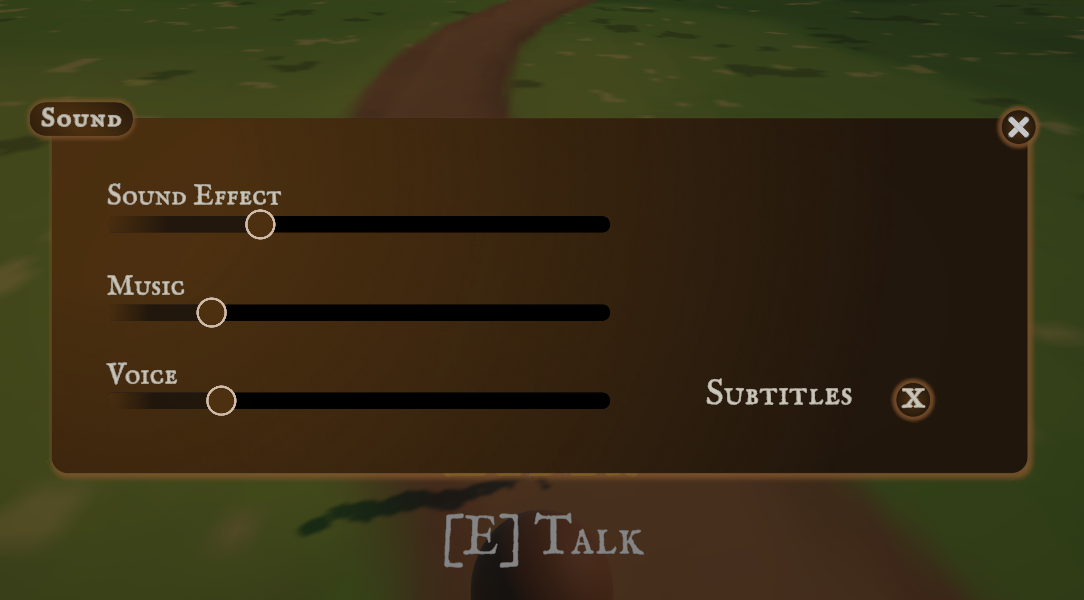 Sound
Sound Effect
Music
Voice
Subtitles X
[E] Talk